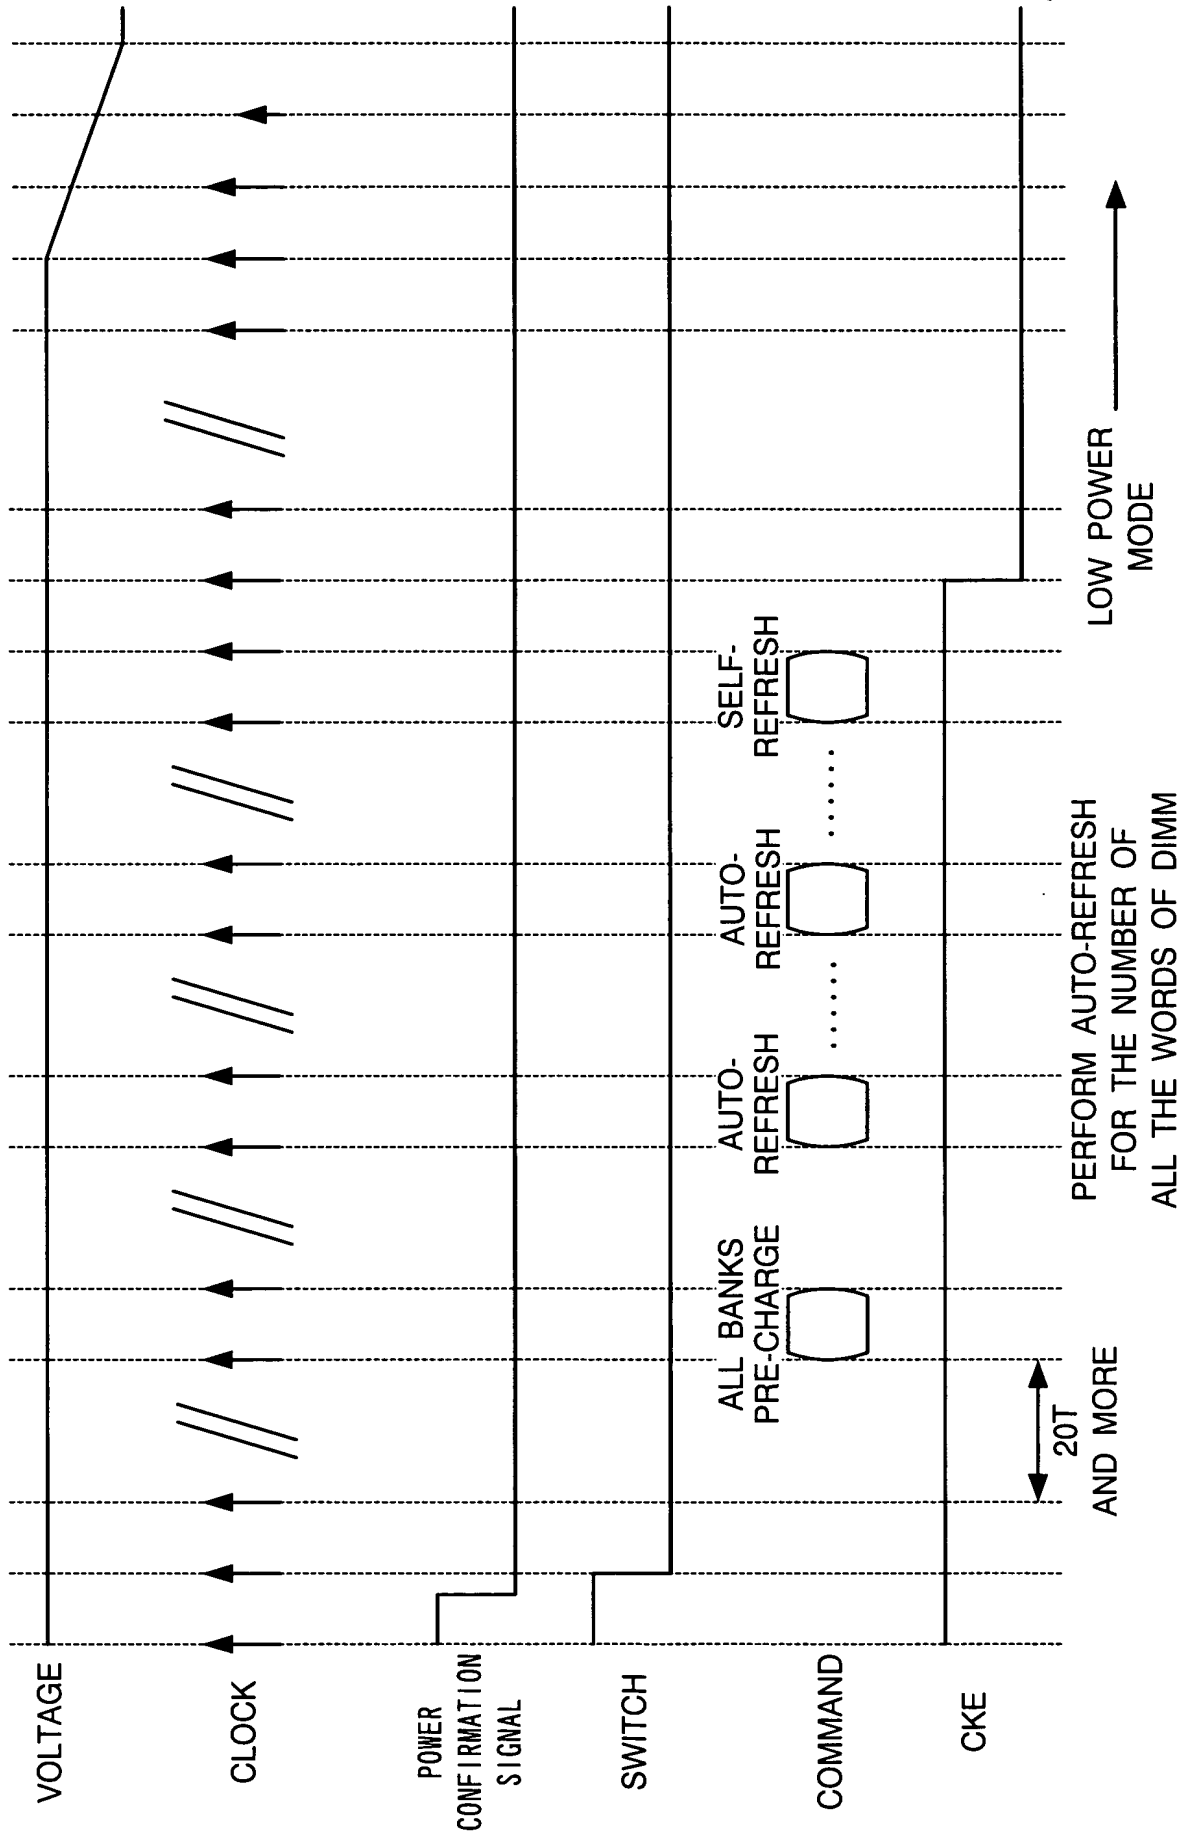 VOLTAGE
CLOCK
POWER
CONFIRMATION
SIGNAL
SWITCH
COMMAND
ALL BANKS
PRE-CHARGE
AUTO-
REFRESH
AUTO-
REFRESH
SELF-
REFRESH
CKE
20T
AND MORE
PERFORM AUTO-REFRESH
FOR THE NUMBER OF
ALL THE WORDS OF DIMM
LOW POWER
MODE